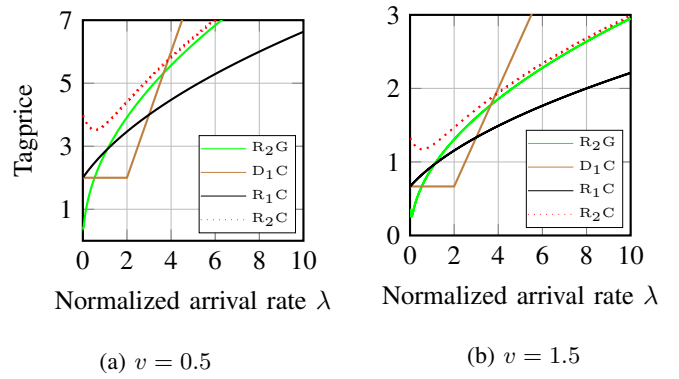 7
5
3
1
Tagprice
R₂G
D₁C
R₁C
R₂C
0 2 4 6 8 10
Normalized arrival rate λ
(a) v = 0.5
3
2
1
0
R₂G
D₁C
R₁C
R₂C
0 2 4 6 8 10
Normalized arrival rate λ
(b) v = 1.5